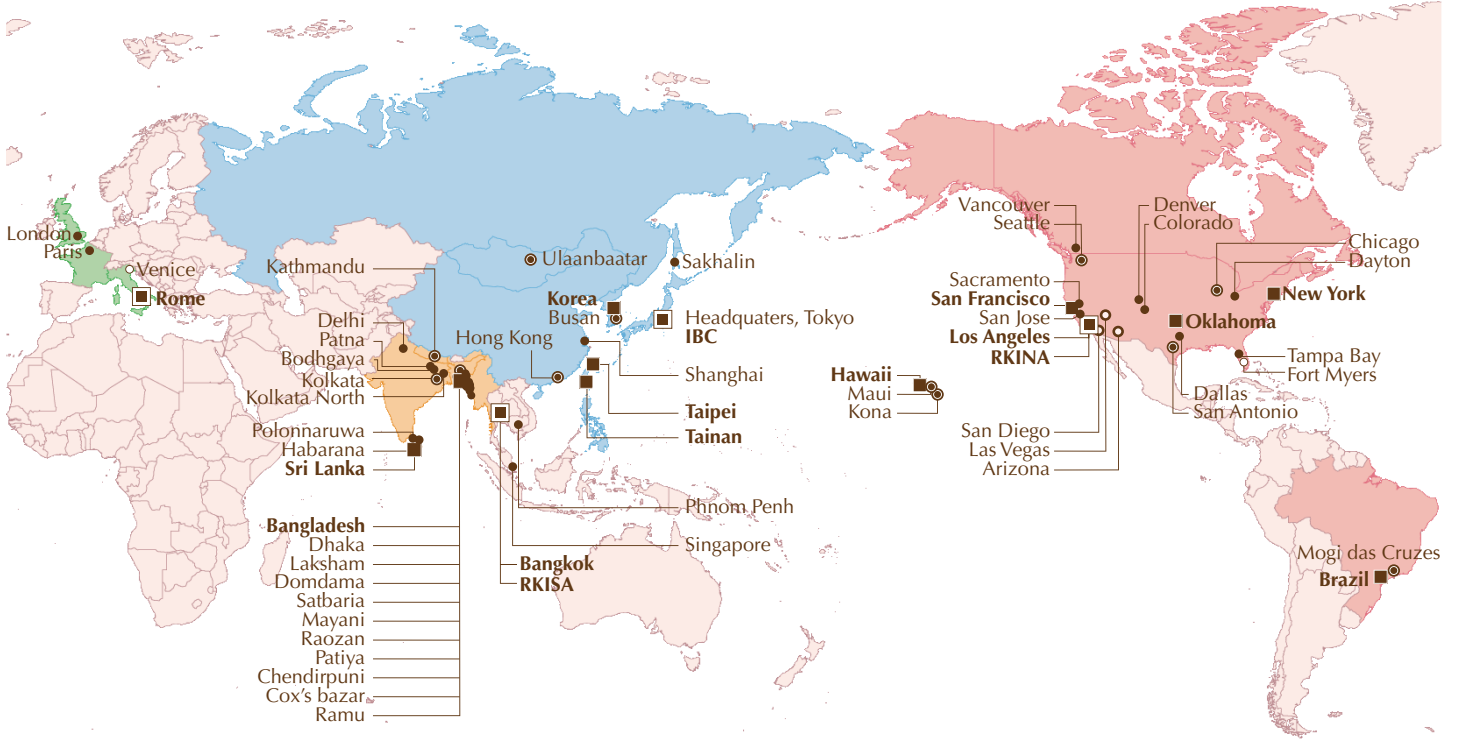 London
Paris
Venice
Rome
Kathmandu
Delhi
Patna
Bodhgaya
Kolkata
Kolkata North
Polonnaruwa
Habarana
Sri Lanka
Bangladesh
Dhaka
Laksham
Domdama
Satbaria
Mayani
Raozan
Patiya
Chendirpuni
Cox's bazar
Ramu
Ulaanbaatar
Sakhalin
Korea
Busan
Hong Kong
Headquaters, Tokyo
IBC
Shanghai
Taipei
Tainan
Phnom Penh
Singapore
Bangkok
RKISA
Hawaii
Maui
Kona
Vancouver
Seattle
Sacramento
San Francisco
San Jose
Los Angeles
RKINA
San Diego
Las Vegas
Arizona
Denver
Colorado
Chicago
Dayton
New York
Oklahoma
Tampa Bay
Fort Myers
Dallas
San Antonio
Mogi das Cruzes
Brazil